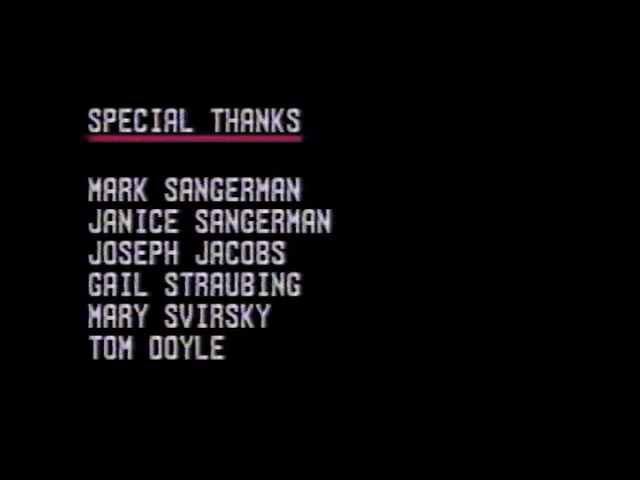 SPECIAL THANKS
MARK SANGERMAN
JANICE SANGERMAN
JOSEPH JACOBS
GAIL STRAUBING
MARY SVIRSKY
TOM DOYLE